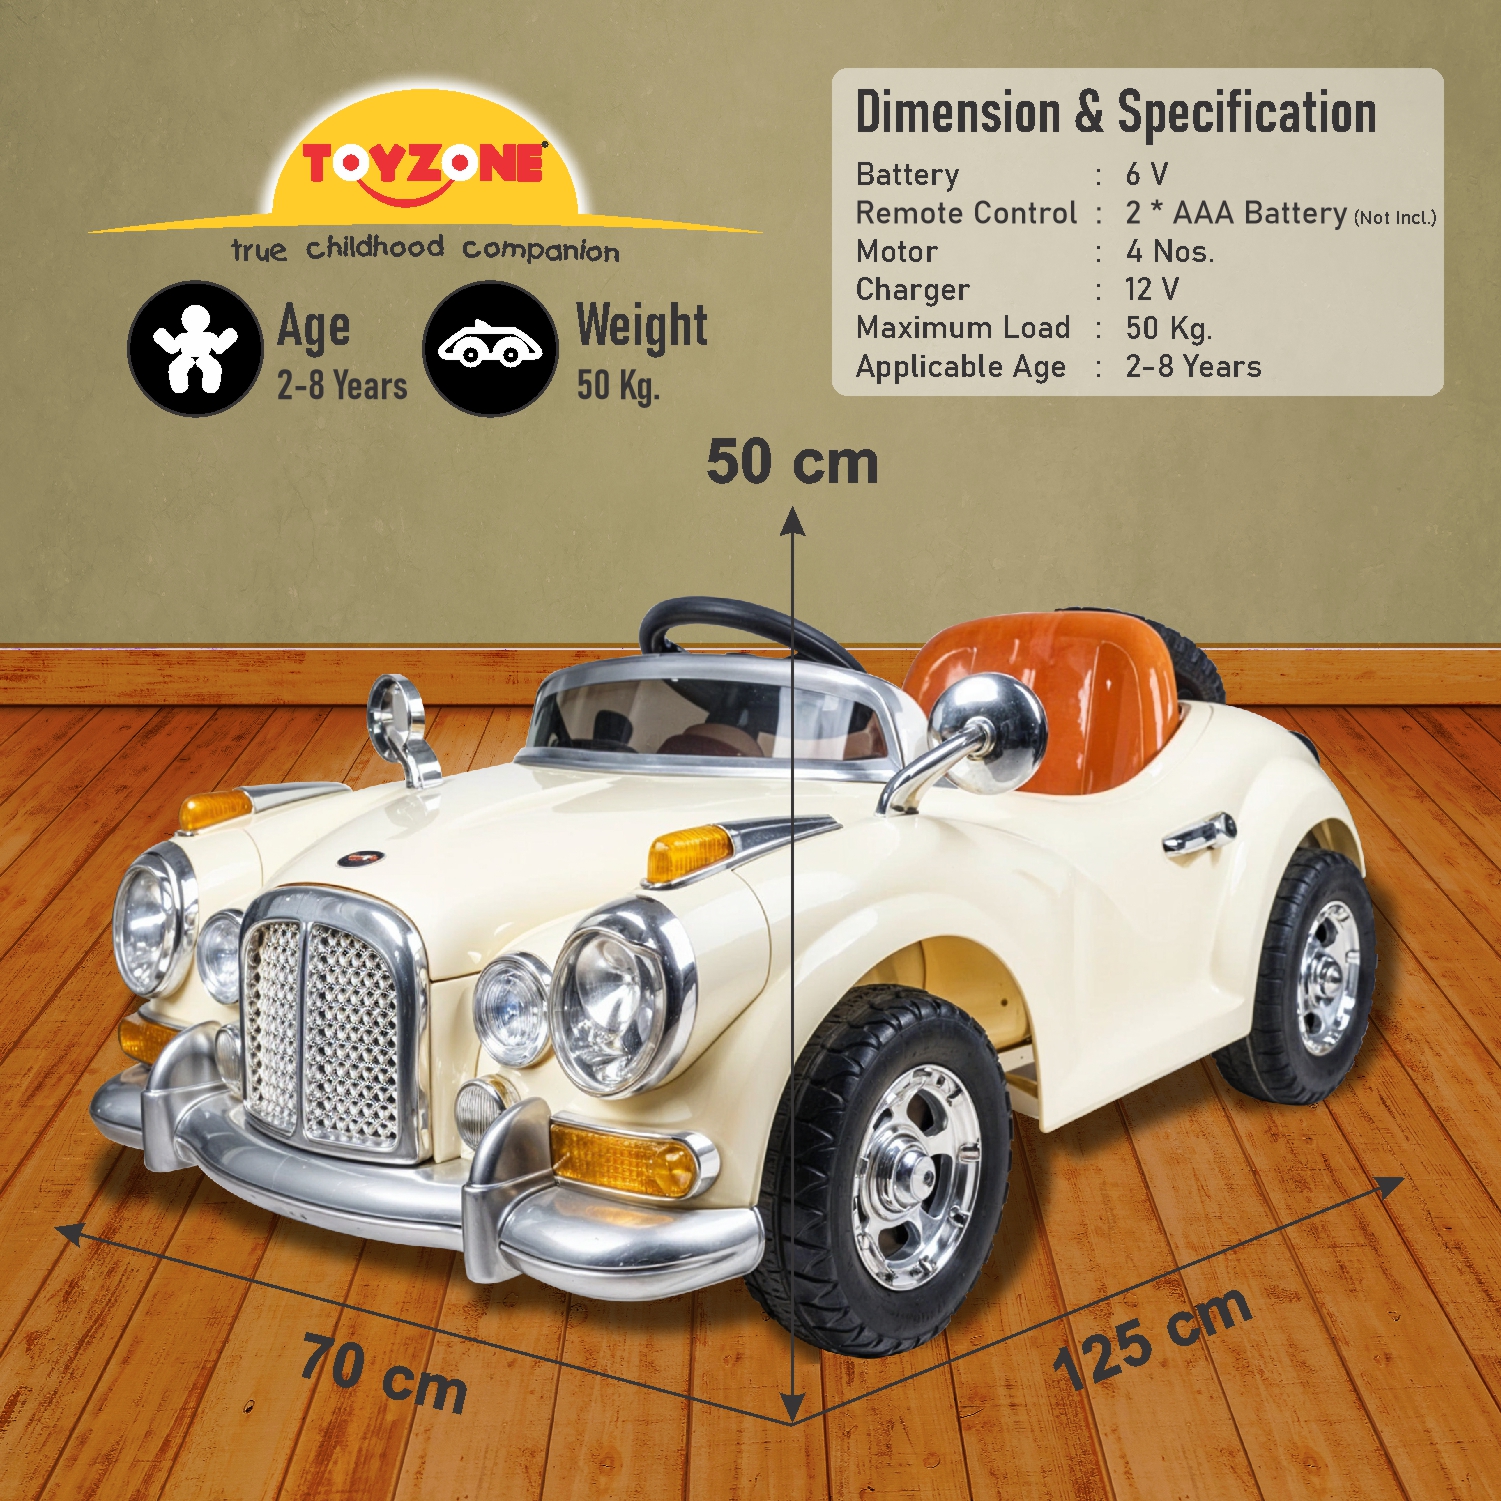 TOYZONE
true childhood companion
Age
2-8 Years
Weight
50 Kg.
Dimension & Specification
Battery : 6 V
Remote Control : 2 * AAA Battery (Not Incl.)
Motor : 4 Nos.
Charger : 12 V
Maximum Load : 50 Kg.
Applicable Age : 2-8 Years
50 cm
70 cm
125 cm